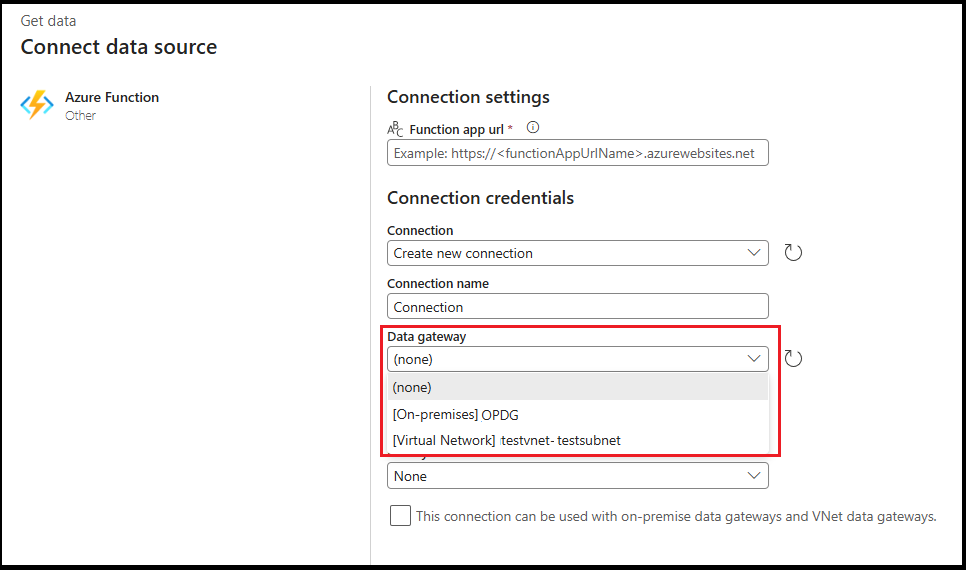 Get data
Connect data source
Azure Function
Other
Connection settings
ABC Function app url * 
Example: https://<functionAppUrlName>.azurewebsites.net
Connection credentials
Connection
Create new connection
Connection name
Connection
Data gateway
(none)
(none)
[On-premises] OPDG
[Virtual Network] testvnet- testsubnet
None
This connection can be used with on-premise data gateways and VNet data gateways.